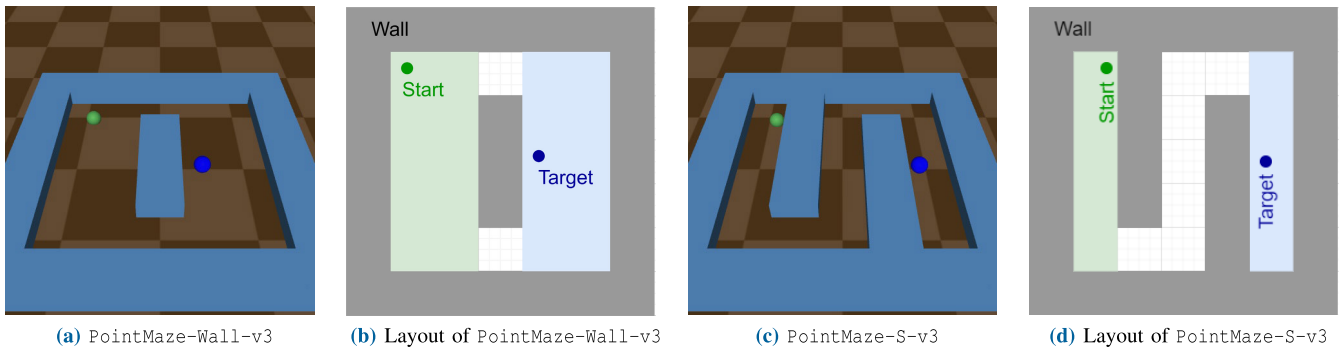 Wall
Start
Target
Wall
Start
Target
(a) PointMaze-Wall-v3
(b) Layout of PointMaze-Wall-v3
(c) PointMaze-S-v3
(d) Layout of PointMaze-S-v3